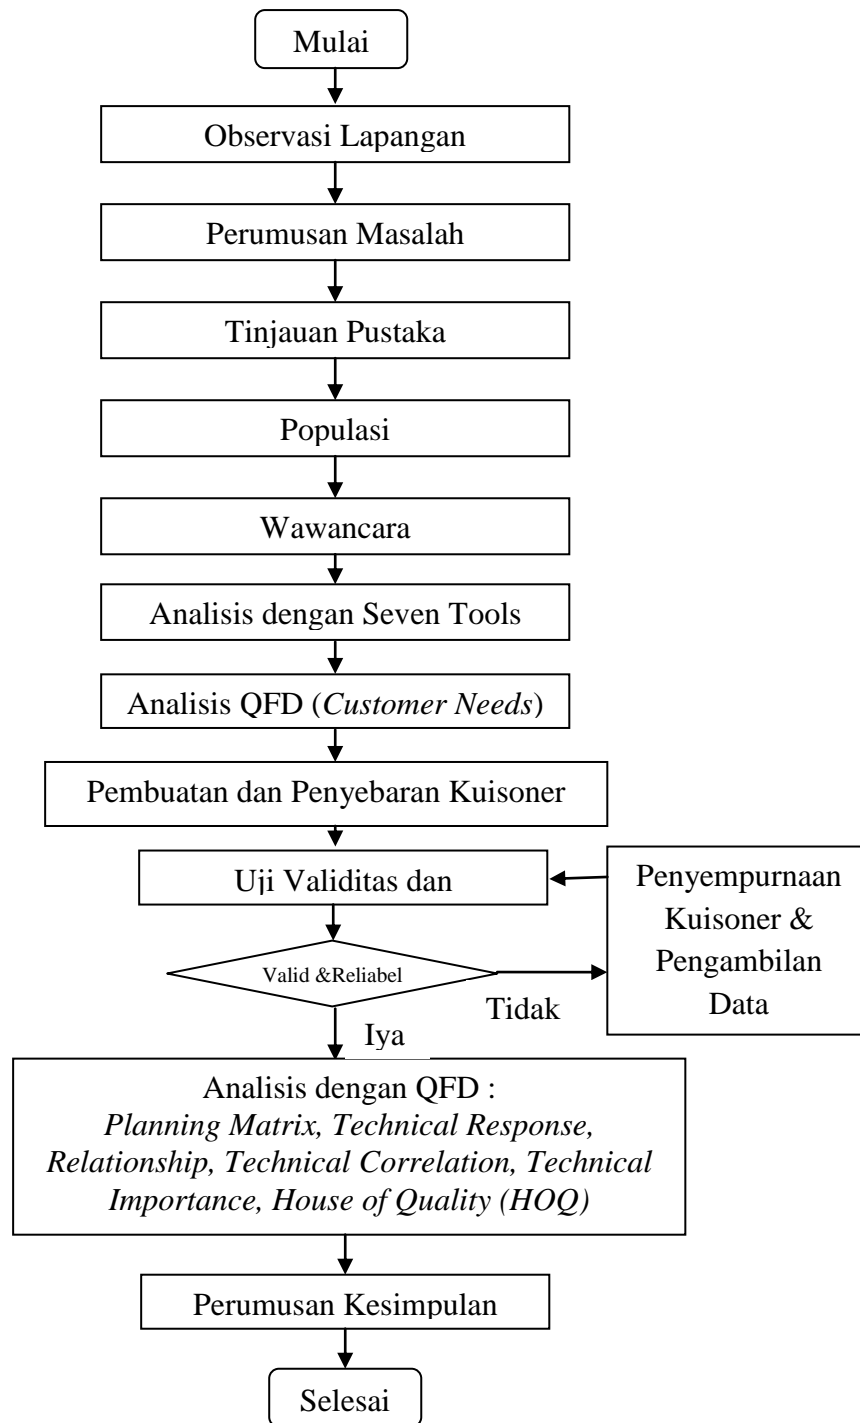 Mulai
Observasi Lapangan
Perumusan Masalah
Tinjauan Pustaka
Populasi
Wawancara
Analisis dengan Seven Tools
Analisis QFD (Customer Needs)
Pembuatan dan Penyebaran Kuisoner
Uji Validitas dan
Penyempurnaan
Kuisoner &
Pengambilan
Data
Valid &Reliabel
Tidak
Iya
Analisis dengan QFD :
Planning Matrix, Technical Response,
Relationship, Technical Correlation, Technical
Importance, House of Quality (HOQ)
Perumusan Kesimpulan
Selesai